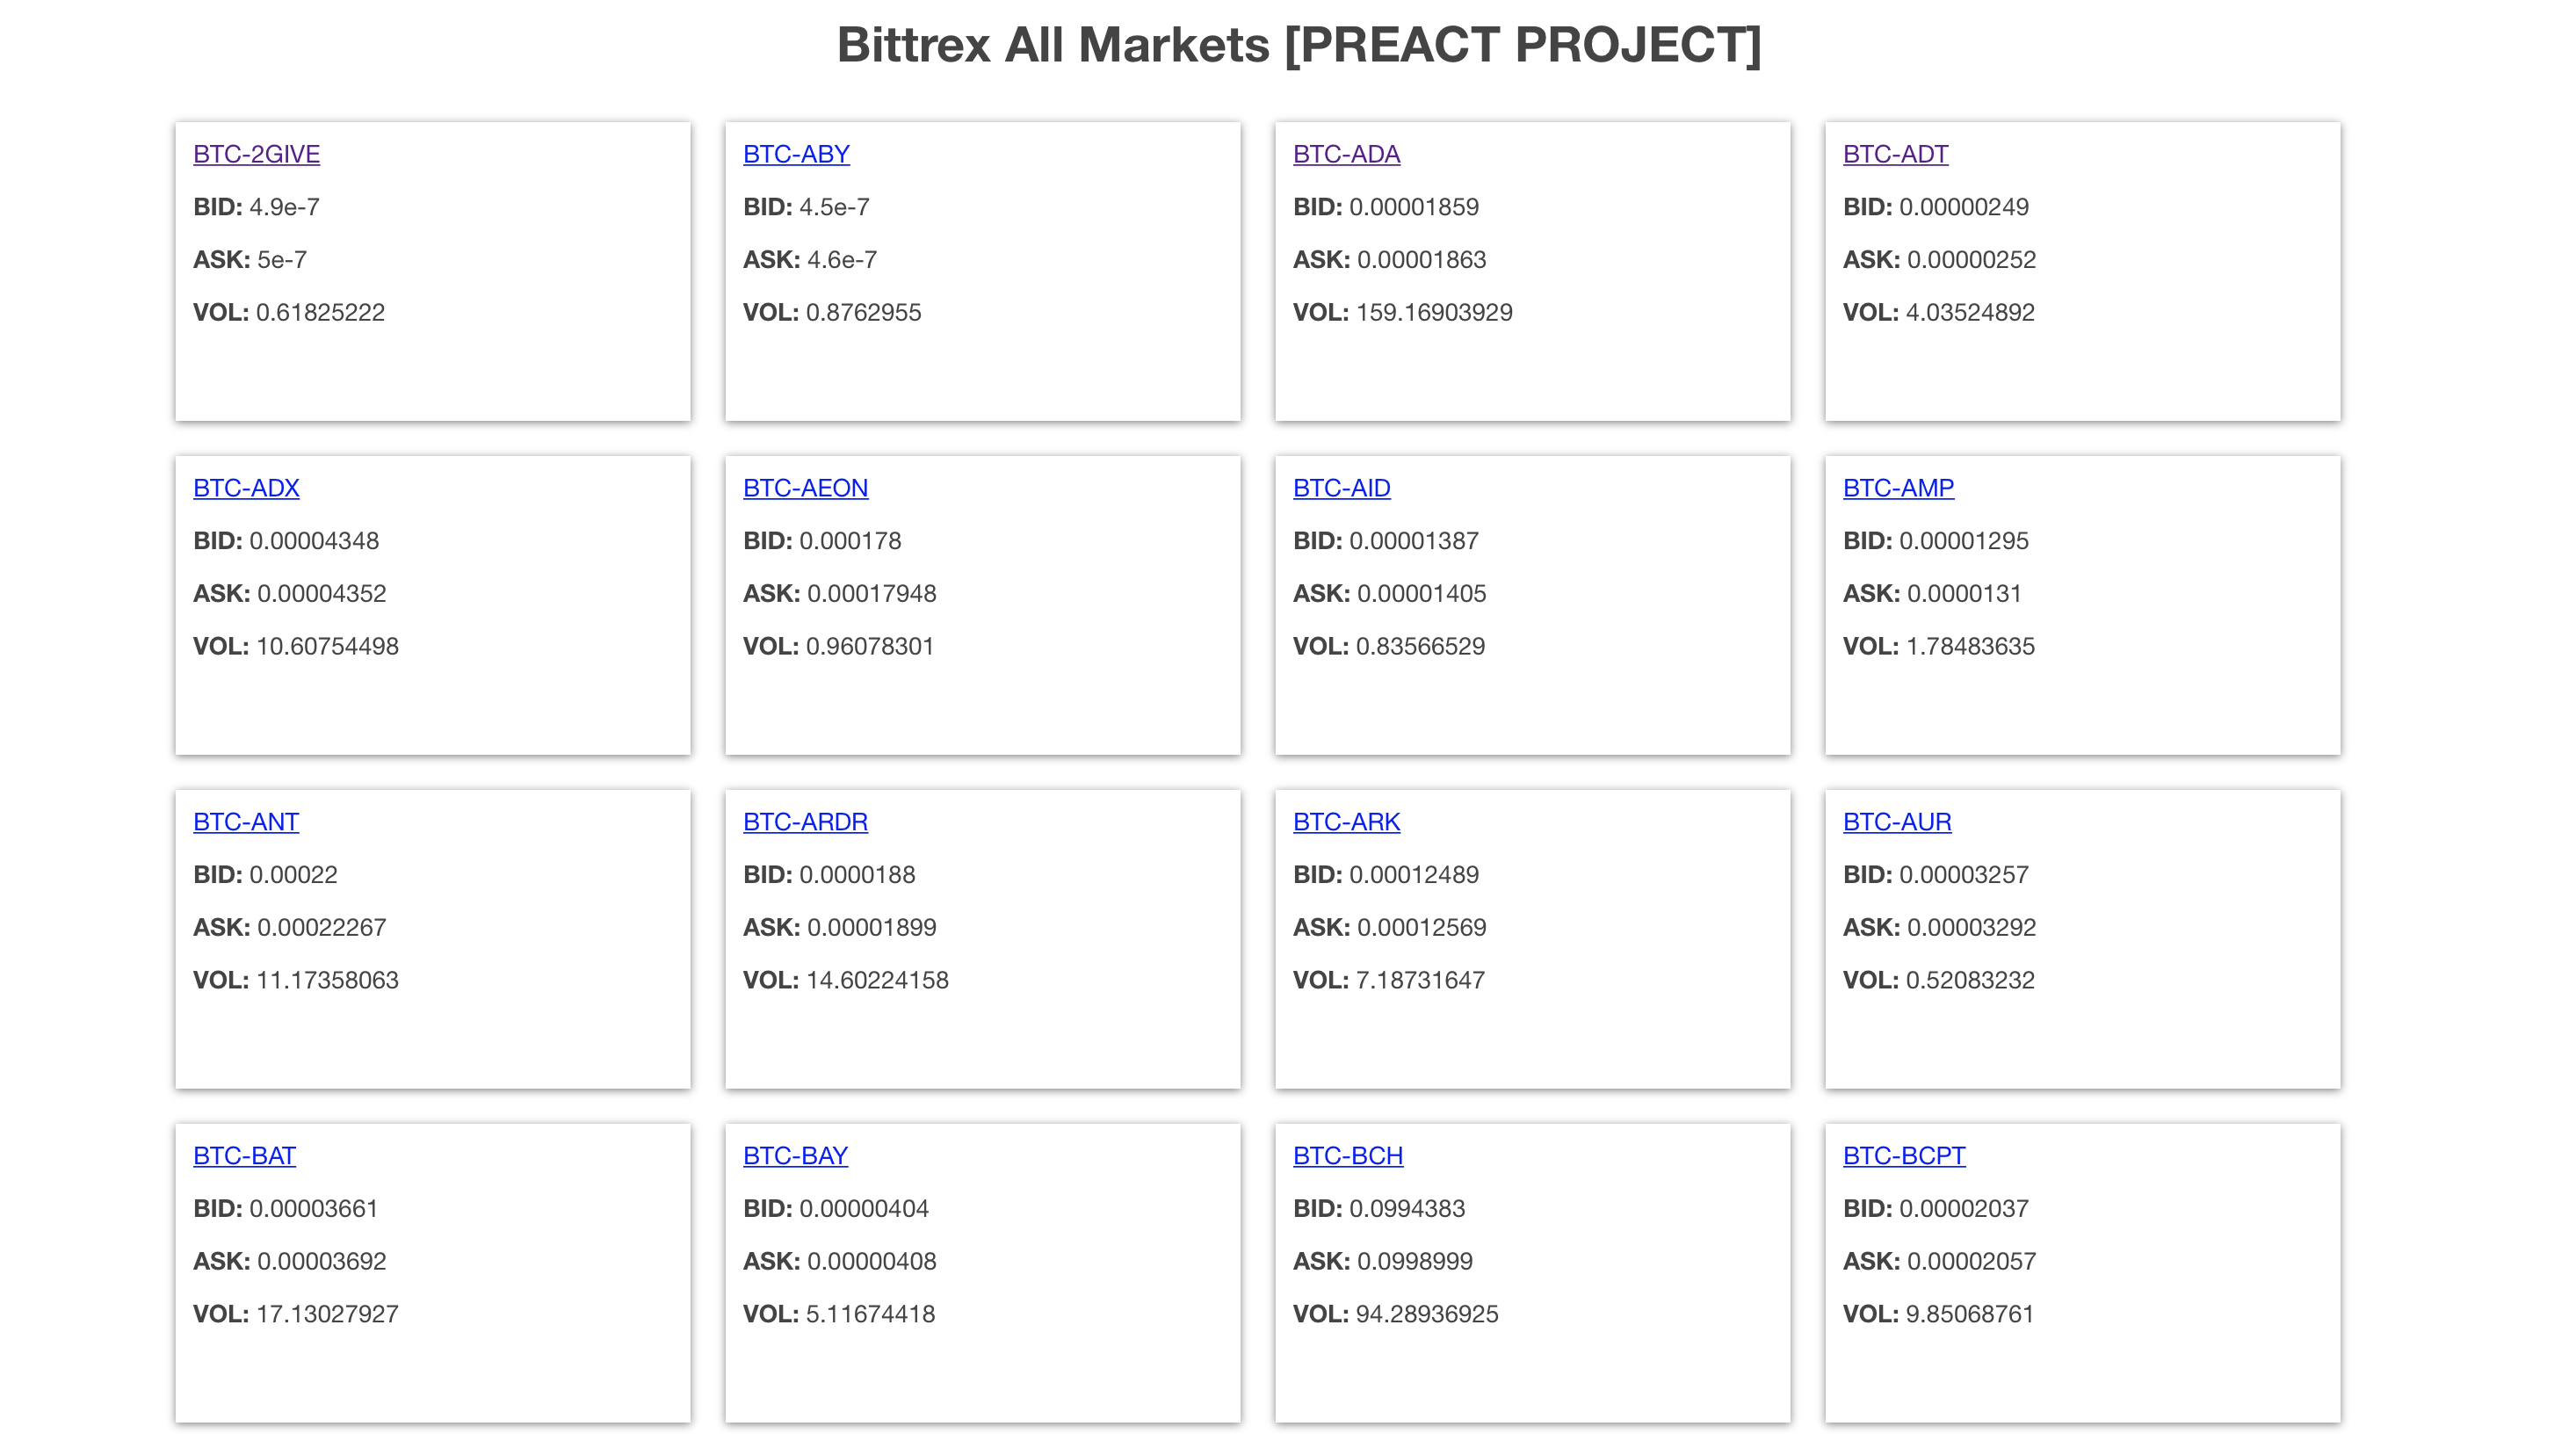 Bittrex All Markets [PREACT PROJECT]
BTC-2GIVE
BID: 4.9e-7
ASK: 5e-7
VOL: 0.61825222
BTC-ABY
BID: 4.5e-7
ASK: 4.6e-7
VOL: 0.8762955
BTC-ADA
BID: 0.00001859
ASK: 0.00001863
VOL: 159.16903929
BTC-ADT
BID: 0.00000249
ASK: 0.00000252
VOL: 4.03524892
BTC-ADX
BID: 0.00004348
ASK: 0.00004352
VOL: 10.60754498
BTC-AEON
BID: 0.000178
ASK: 0.00017948
VOL: 0.96078301
BTC-AID
BID: 0.00001387
ASK: 0.00001405
VOL: 0.83566529
BTC-AMP
BID: 0.00001295
ASK: 0.0000131
VOL: 1.78483635
BTC-ANT
BID: 0.00022
ASK: 0.00022267
VOL: 11.17358063
BTC-ARDR
BID: 0.0000188
ASK: 0.00001899
VOL: 14.60224158
BTC-ARK
BID: 0.00012489
ASK: 0.00012569
VOL: 7.18731647
BTC-AUR
BID: 0.00003257
ASK: 0.00003292
VOL: 0.52083232
BTC-BAT
BID: 0.00003661
ASK: 0.00003692
VOL: 17.13027927
BTC-BAY
BID: 0.00000404
ASK: 0.00000408
VOL: 5.11674418
BTC-BCH
BID: 0.0994383
ASK: 0.0998999
VOL: 94.28936925
BTC-BCPT
BID: 0.00002037
ASK: 0.00002057
VOL: 9.85068761